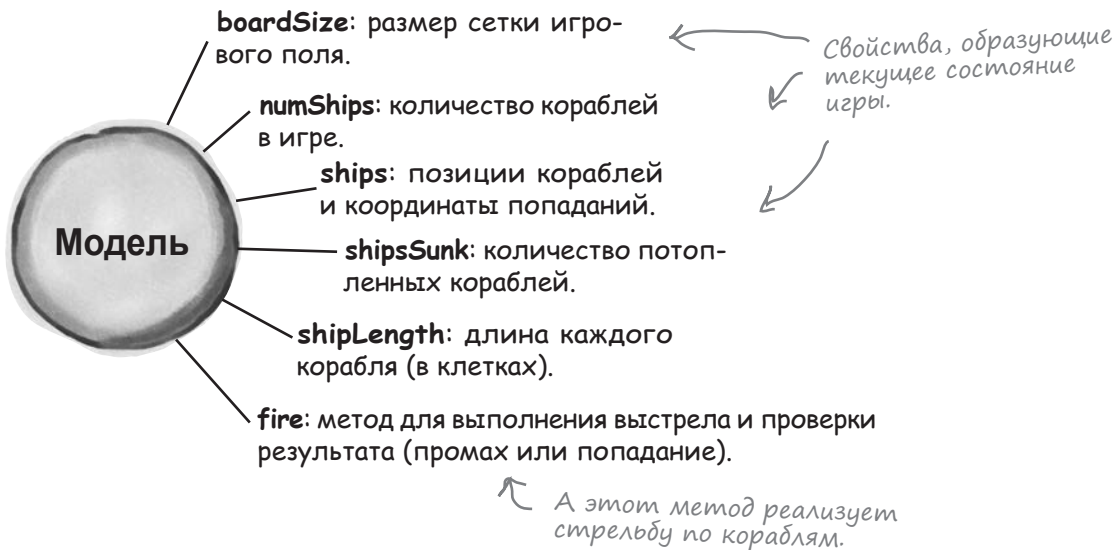 boardSize: размер сетки игро-
вого поля.
Свойства, образующие
текущее состояние
игры.
numShips: количество кораблей
в игре.
ships: позиции кораблей
и координаты попаданий.
Модель
shipsSunk: количество потоп-
ленных кораблей.
shipLength: длина каждого
корабля (в клетках).
fire: метод для выполнения выстрела и проверки
результата (промах или попадание).
А этот метод реализует
стрельбу по кораблям.